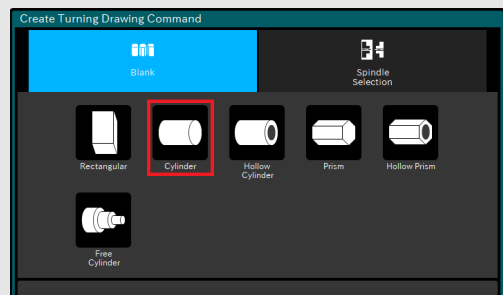 Create Turning Drawing Command
Blank
Spindle
Selection
Rectangular
Cylinder
Hollow
Cylinder
Prism
Hollow Prism
Free
Cylinder